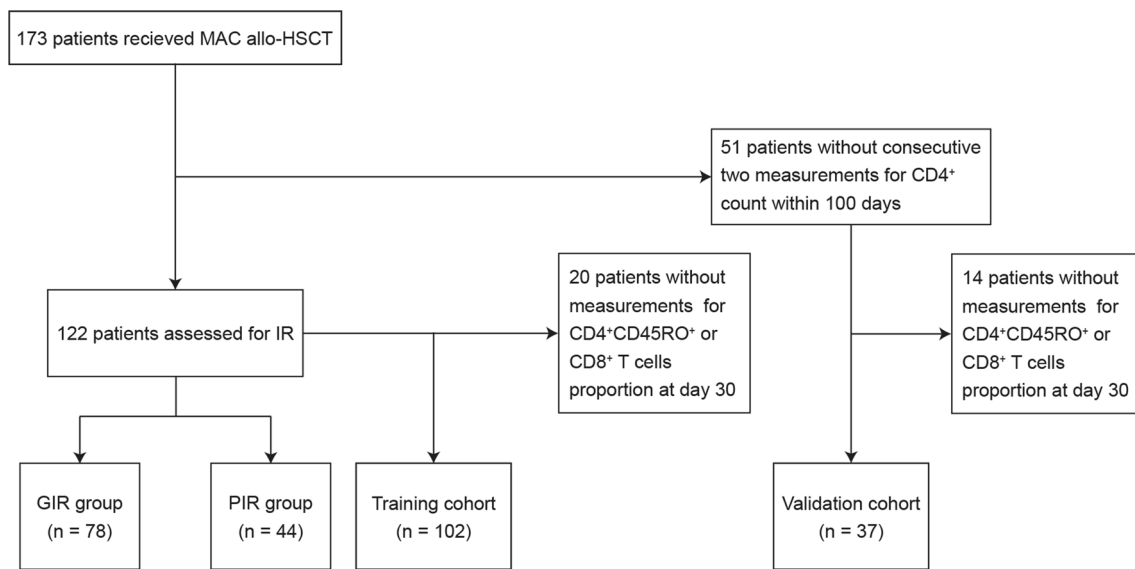 173 patients recieved MAC allo-HSCT
51 patients without consecutive
two measurements for CD4⁺
count within 100 days
122 patients assessed for IR
20 patients without
measurements for
CD4⁺CD45RO⁺ or
CD8⁺ T cells
proportion at day 30
14 patients without
measurements for
CD4⁺CD45RO⁺ or
CD8⁺ T cells
proportion at day 30
GIR group
(n = 78)
PIR group
(n = 44)
Training cohort
(n = 102)
Validation cohort
(n = 37)